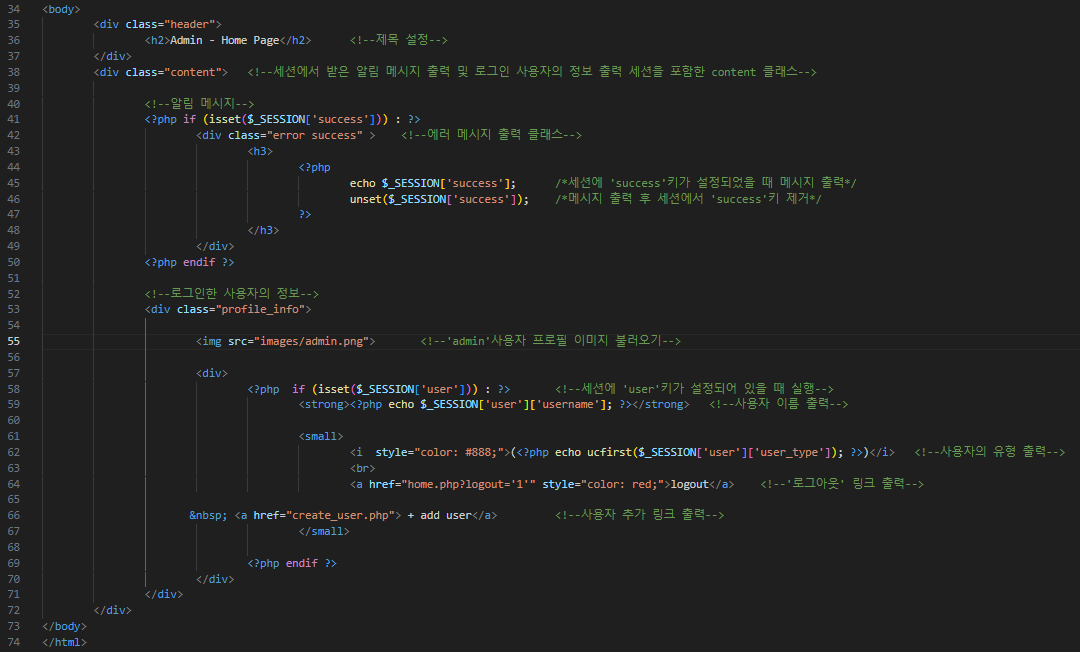 34 <body>
35 <div class="header">
36 <h2>Admin - Home Page</h2> <!--제목 설정-->
37 </div>
38 <div class="content"> <!--세션에서 받은 알림 메시지 출력 및 로그인 사용자의 정보 출력 세션을 포함한 content 클래스-->
39
40 <!--알림 메시지-->
41 <?php if (isset($_SESSION['success'])) : ?>
42 <div class="error success" > <!--에러 메시지 출력 클래스-->
43 <h3>
44 <?php
45 echo $_SESSION['success']; /*세션에 'success'키가 설정되었을 때 메시지 출력*/
46 unset($_SESSION['success']); /*메시지 출력 후 세션에서 'success'키 제거*/
47 ?>
48 </h3>
49 </div>
50 <?php endif ?>
51
52 <!--로그인한 사용자의 정보-->
53 <div class="profile_info">
54
55 <img src="images/admin.png"> <!--'admin'사용자 프로필 이미지 불러오기-->
56
57 <div>
58 <?php  if (isset($_SESSION['user'])) : ?> <!--세션에 'user'키가 설정되어 있을 때 실행-->
59 <strong><?php echo $_SESSION['user']['username']; ?></strong> <!--사용자 이름 출력-->
60
61 <small>
62 <i  style="color: #888;">(<?php echo ucfirst($_SESSION['user']['user_type']); ?>)</i> <!--사용자의 유형 출력-->
63 <br>
64 <a href="home.php?logout='1'" style="color: red;">logout</a> <!--'로그아웃' 링크 출력-->
65
66 &nbsp; <a href="create_user.php"> + add user</a> <!--사용자 추가 링크 출력-->
67 </small>
68
69 <?php endif ?>
70 </div>
71 </div>
72 </div>
73 </body>
74 </html>